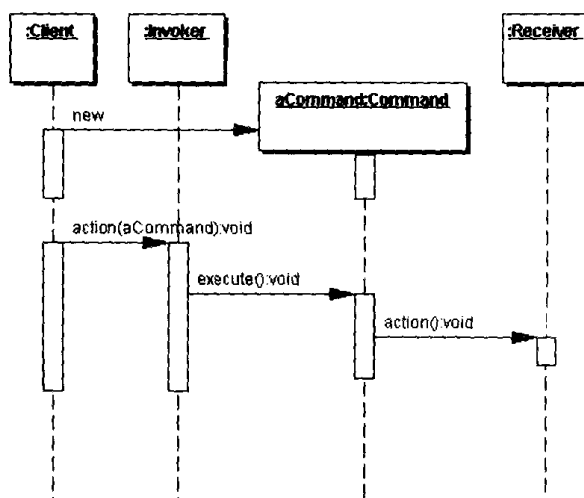 :Client
:Invoker
:Receiver
aCommand:Command
new
action(aCommand):void
execute():void
action():void